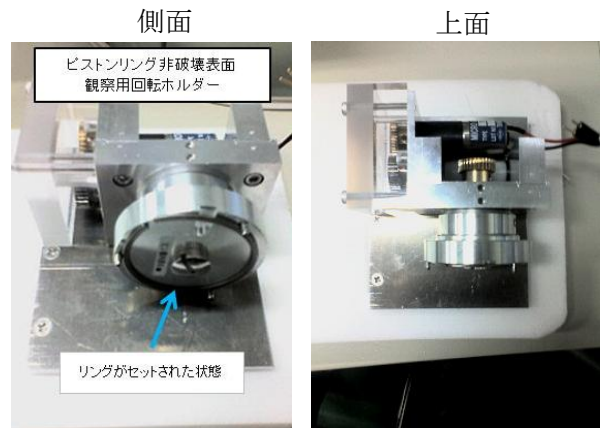 側面
上面
ピストンリング非破壊表面
観察用回転ホルダー
リングがセットされた状態